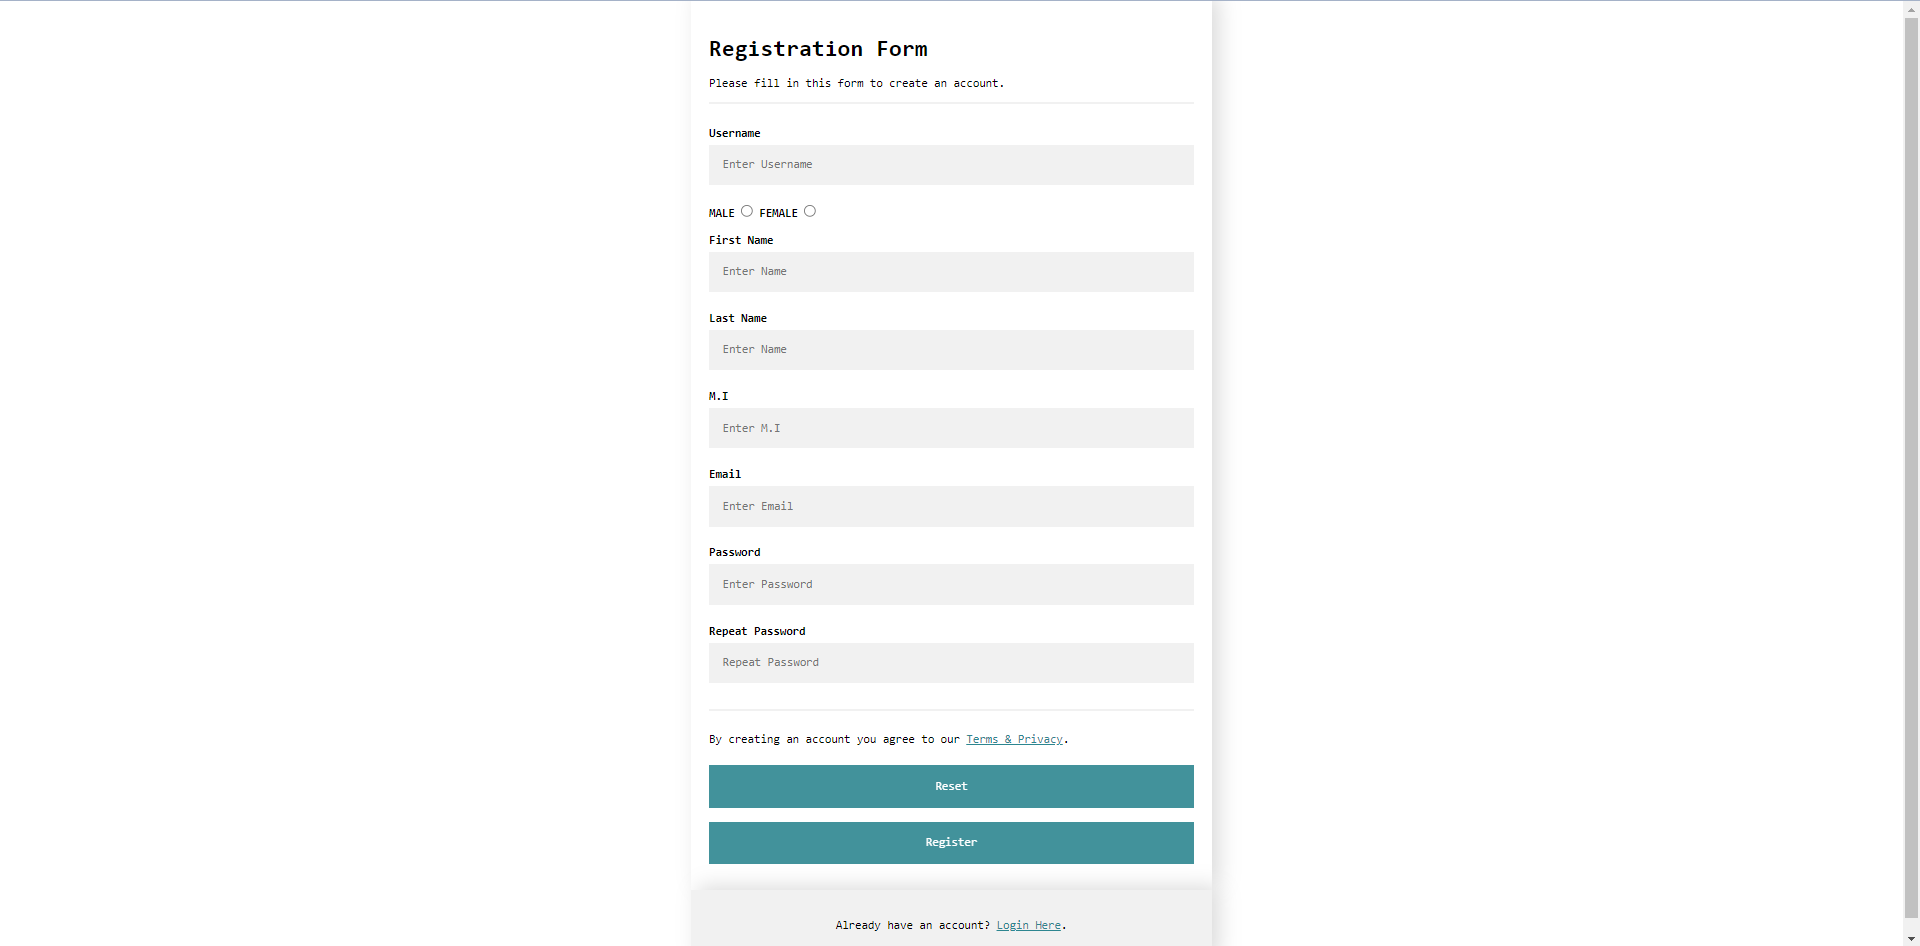 Registration Form
Please fill in this form to create an account.
Username
Enter Username
MALE FEMALE
First Name
Enter Name
Last Name
Enter Name
M.I
Enter M.I
Email
Enter Email
Password
Enter Password
Repeat Password
Repeat Password
By creating an account you agree to our Terms & Privacy.
Reset
Register
Already have an account? Login Here.